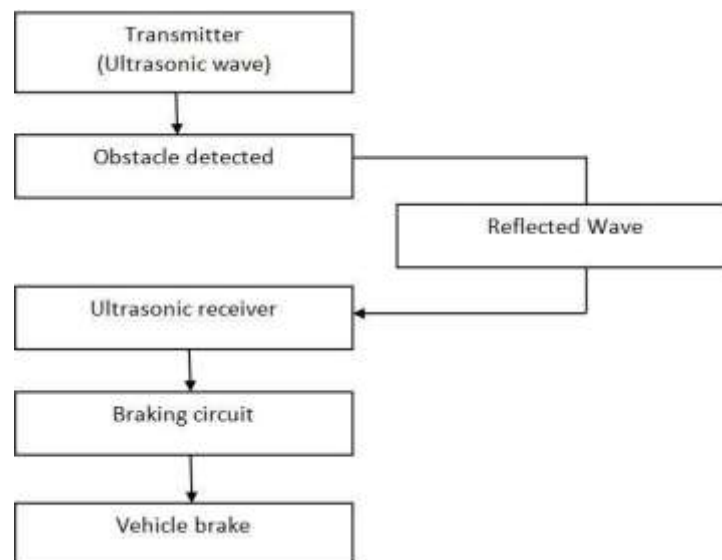 Transmitter
(Ultrasonic wave)
Obstacle detected
Reflected Wave
Ultrasonic receiver
Braking circuit
Vehicle brake